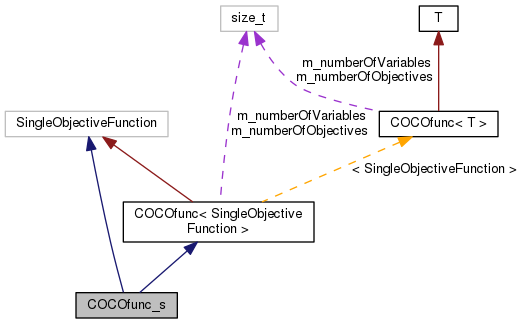 size_t
T
m_numberOfVariables
m_numberOfObjectives
SingleObjectiveFunction
m_numberOfVariables
m_numberOfObjectives
COCOfunc< T >
< SingleObjectiveFunction >
COCOfunc< SingleObjective
Function >
COCOfunc_s